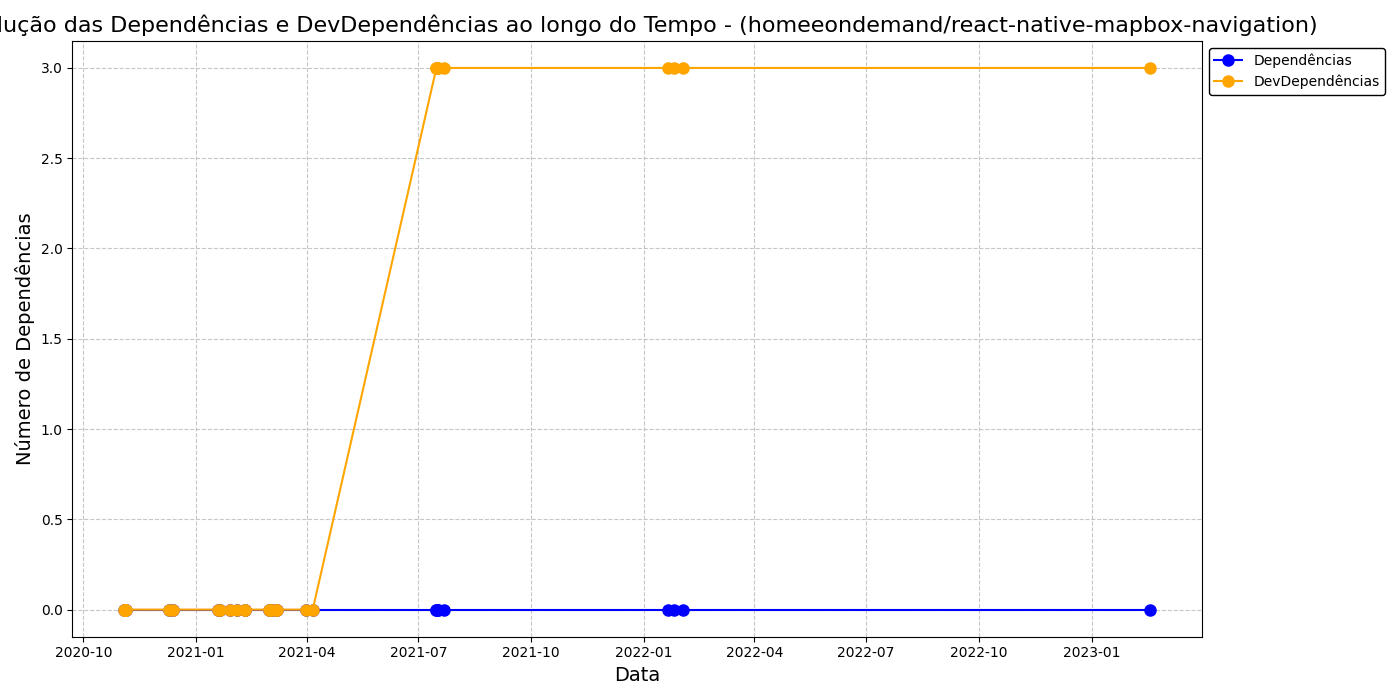 lução das Dependências e DevDependências ao longo do Tempo - (homeeondemand/react-native-mapbox-navigation)
Dependências
DevDependências
Número de Dependências
3.0
2.5
2.0
1.5
1.0
0.5
0.0
2020-10 2021-01 2021-04 2021-07 2021-10 2022-01 2022-04 2022-07 2022-10 2023-01
Data